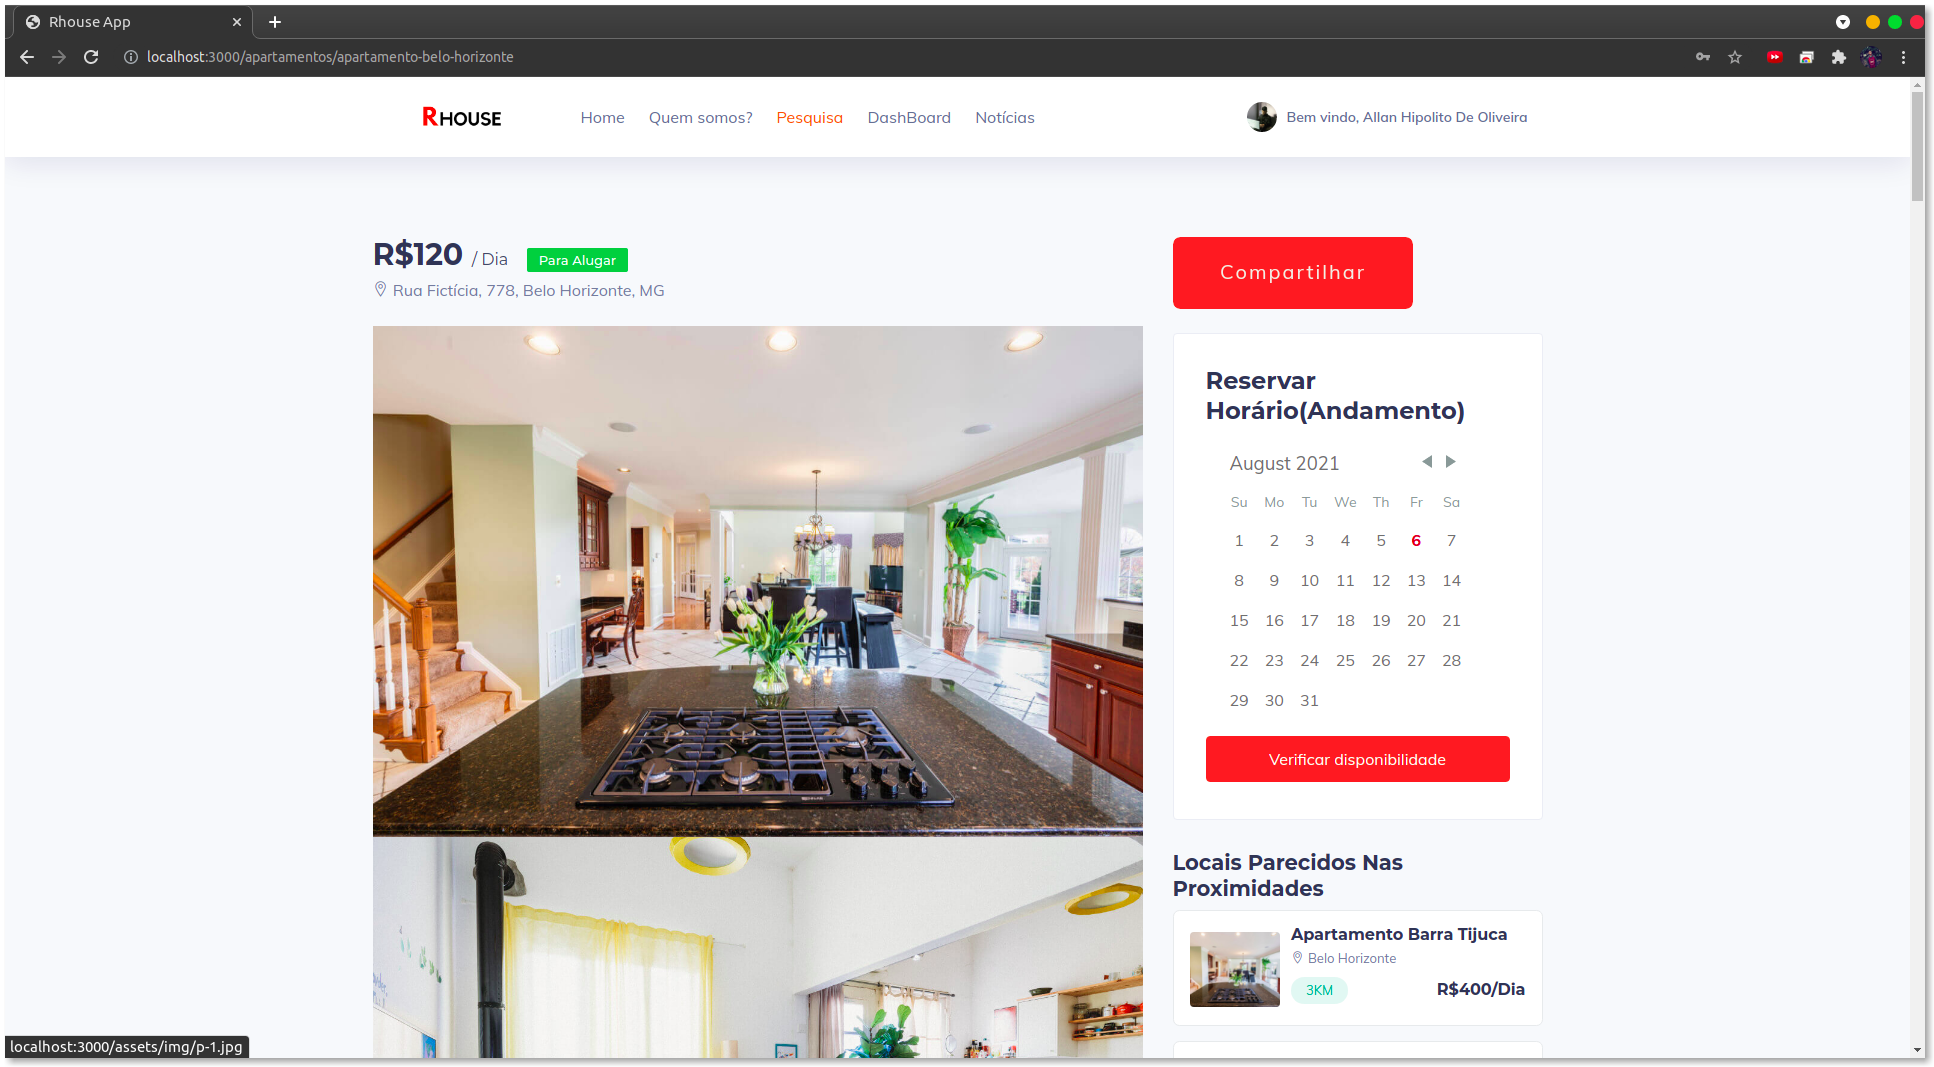 Rhouse App
localhost:3000/apartamentos/apartamento-belo-horizonte
RHOUSE
Home Quem somos? Pesquisa DashBoard Notícias
Bem vindo, Allan Hipolito De Oliveira
R$120 / Dia Para Alugar
Rua Fictícia, 778, Belo Horizonte, MG
Compartilhar
Reservar
Horário(Andamento)
August 2021
Su Mo Tu We Th Fr Sa
1 2 3 4 5 6 7
8 9 10 11 12 13 14
15 16 17 18 19 20 21
22 23 24 25 26 27 28
29 30 31
Verificar disponibilidade
Locais Parecidos Nas
Proximidades
Apartamento Barra Tijuca
Belo Horizonte
3KM R$400/Dia
localhost:3000/assets/img/p-1.jpg